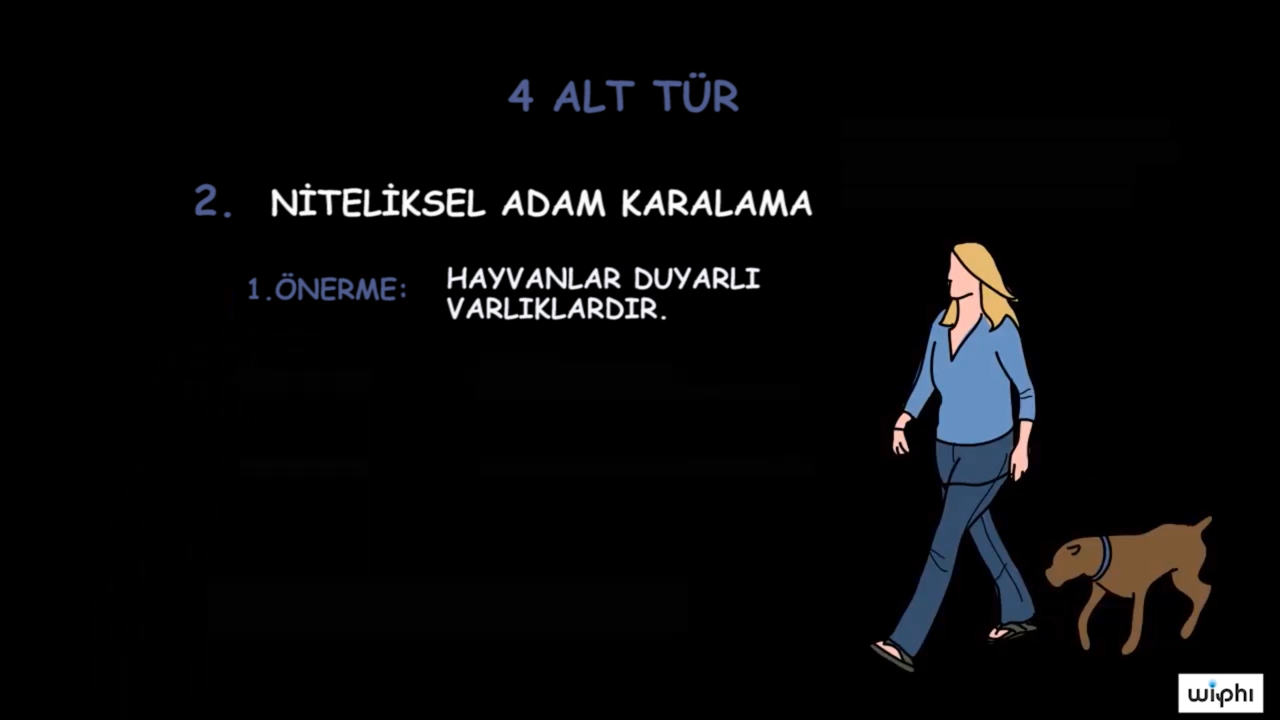 4 ALT TÜR
2. NİTELİKSEL ADAM KARALAMA
1.ÖNERME: HAYVANLAR DUYARLI
VARLIKLARDIR.
wiphi